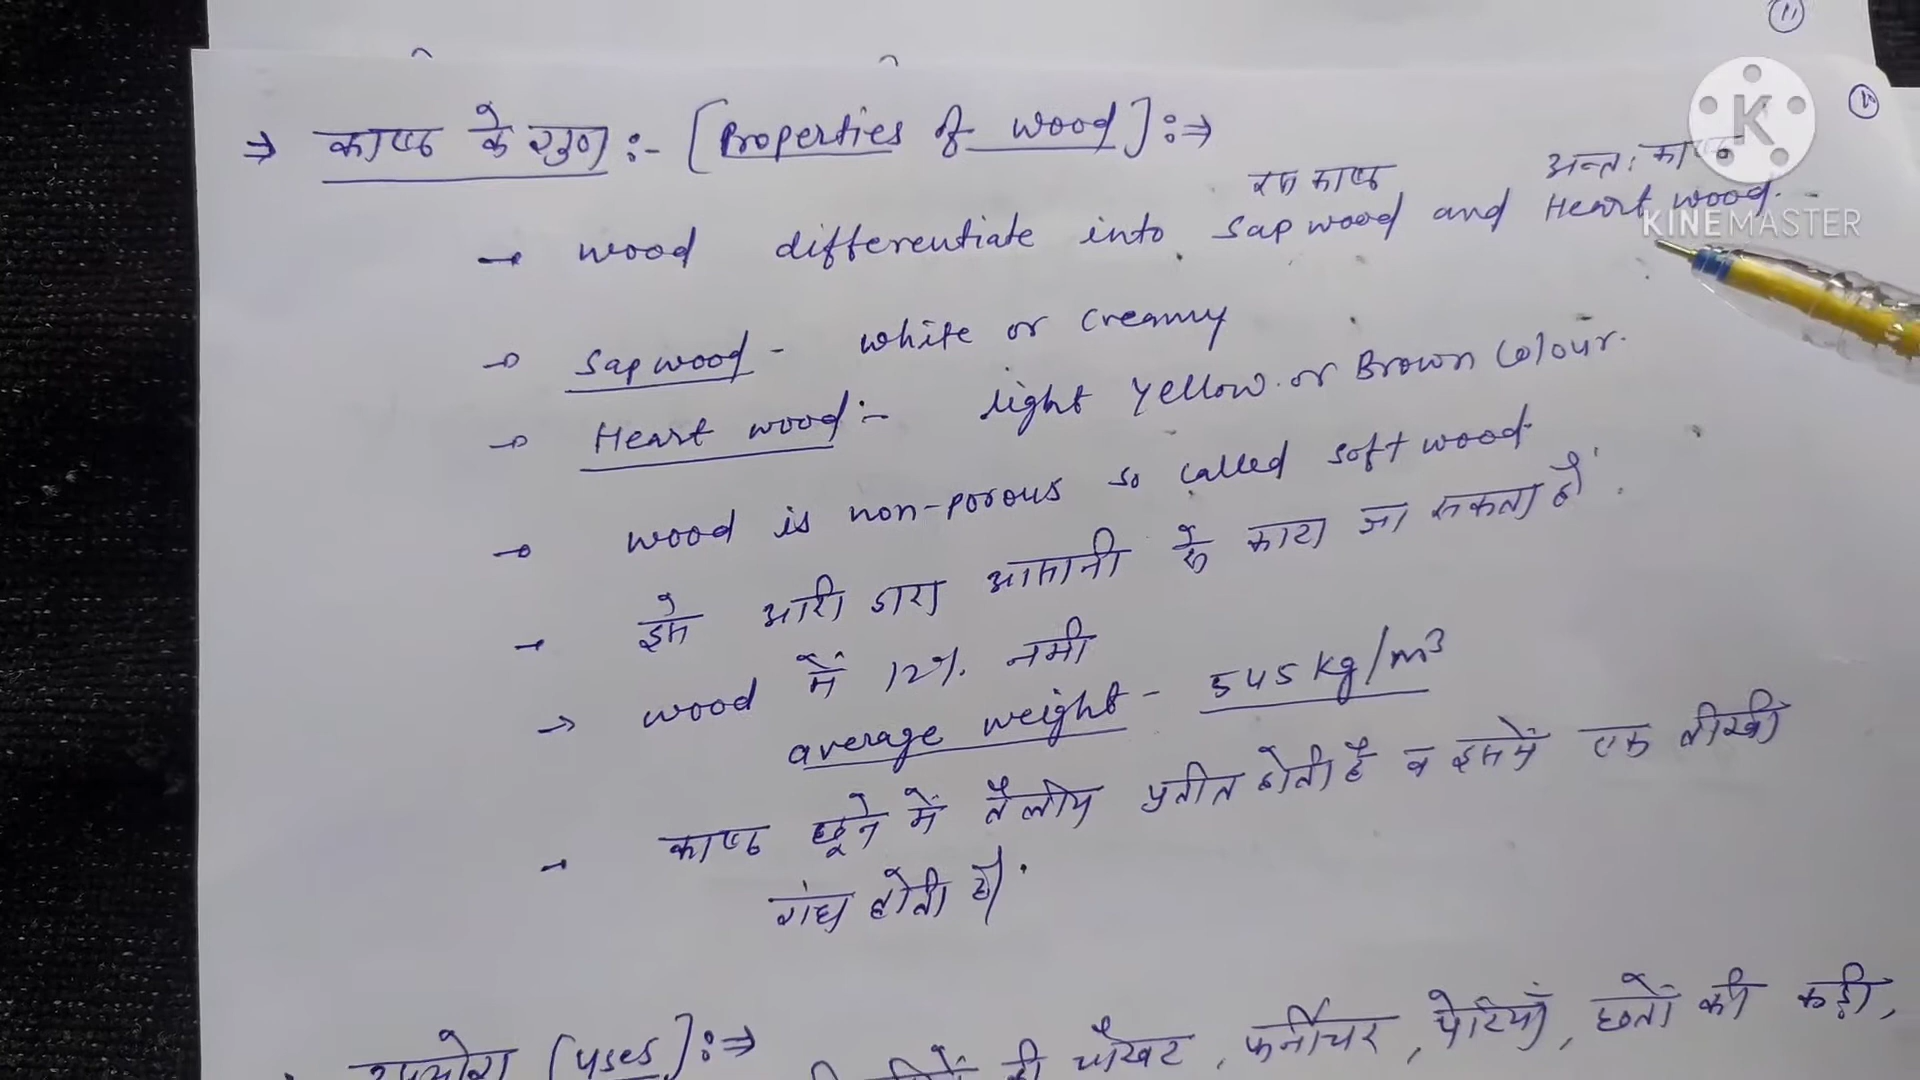 11
⇒ काष्ठ के गुण :- [Properties of wood] :⇒
रस काष्ठ अन्तः काष्ठ
→ wood differentiate into Sap wood and Heart wood.
→ Sap wood - white or creamy
→ Heart wood :- light yellow or Brown colour.
→ wood is non-porous so called soft wood.
→ इसे आरी द्वारा आसानी से काटा जा सकता है।
→ wood में 12% नमी
average weight - 545 kg/m³
→ काष्ठ छूने में तैलीय प्रतीत होती है व इसमें एक तीखी
गंध होती है।
उपयोग [uses] :⇒
की चौखट, फर्नीचर, पेटियाँ, छतों की कड़ी,
K
KINEMASTER